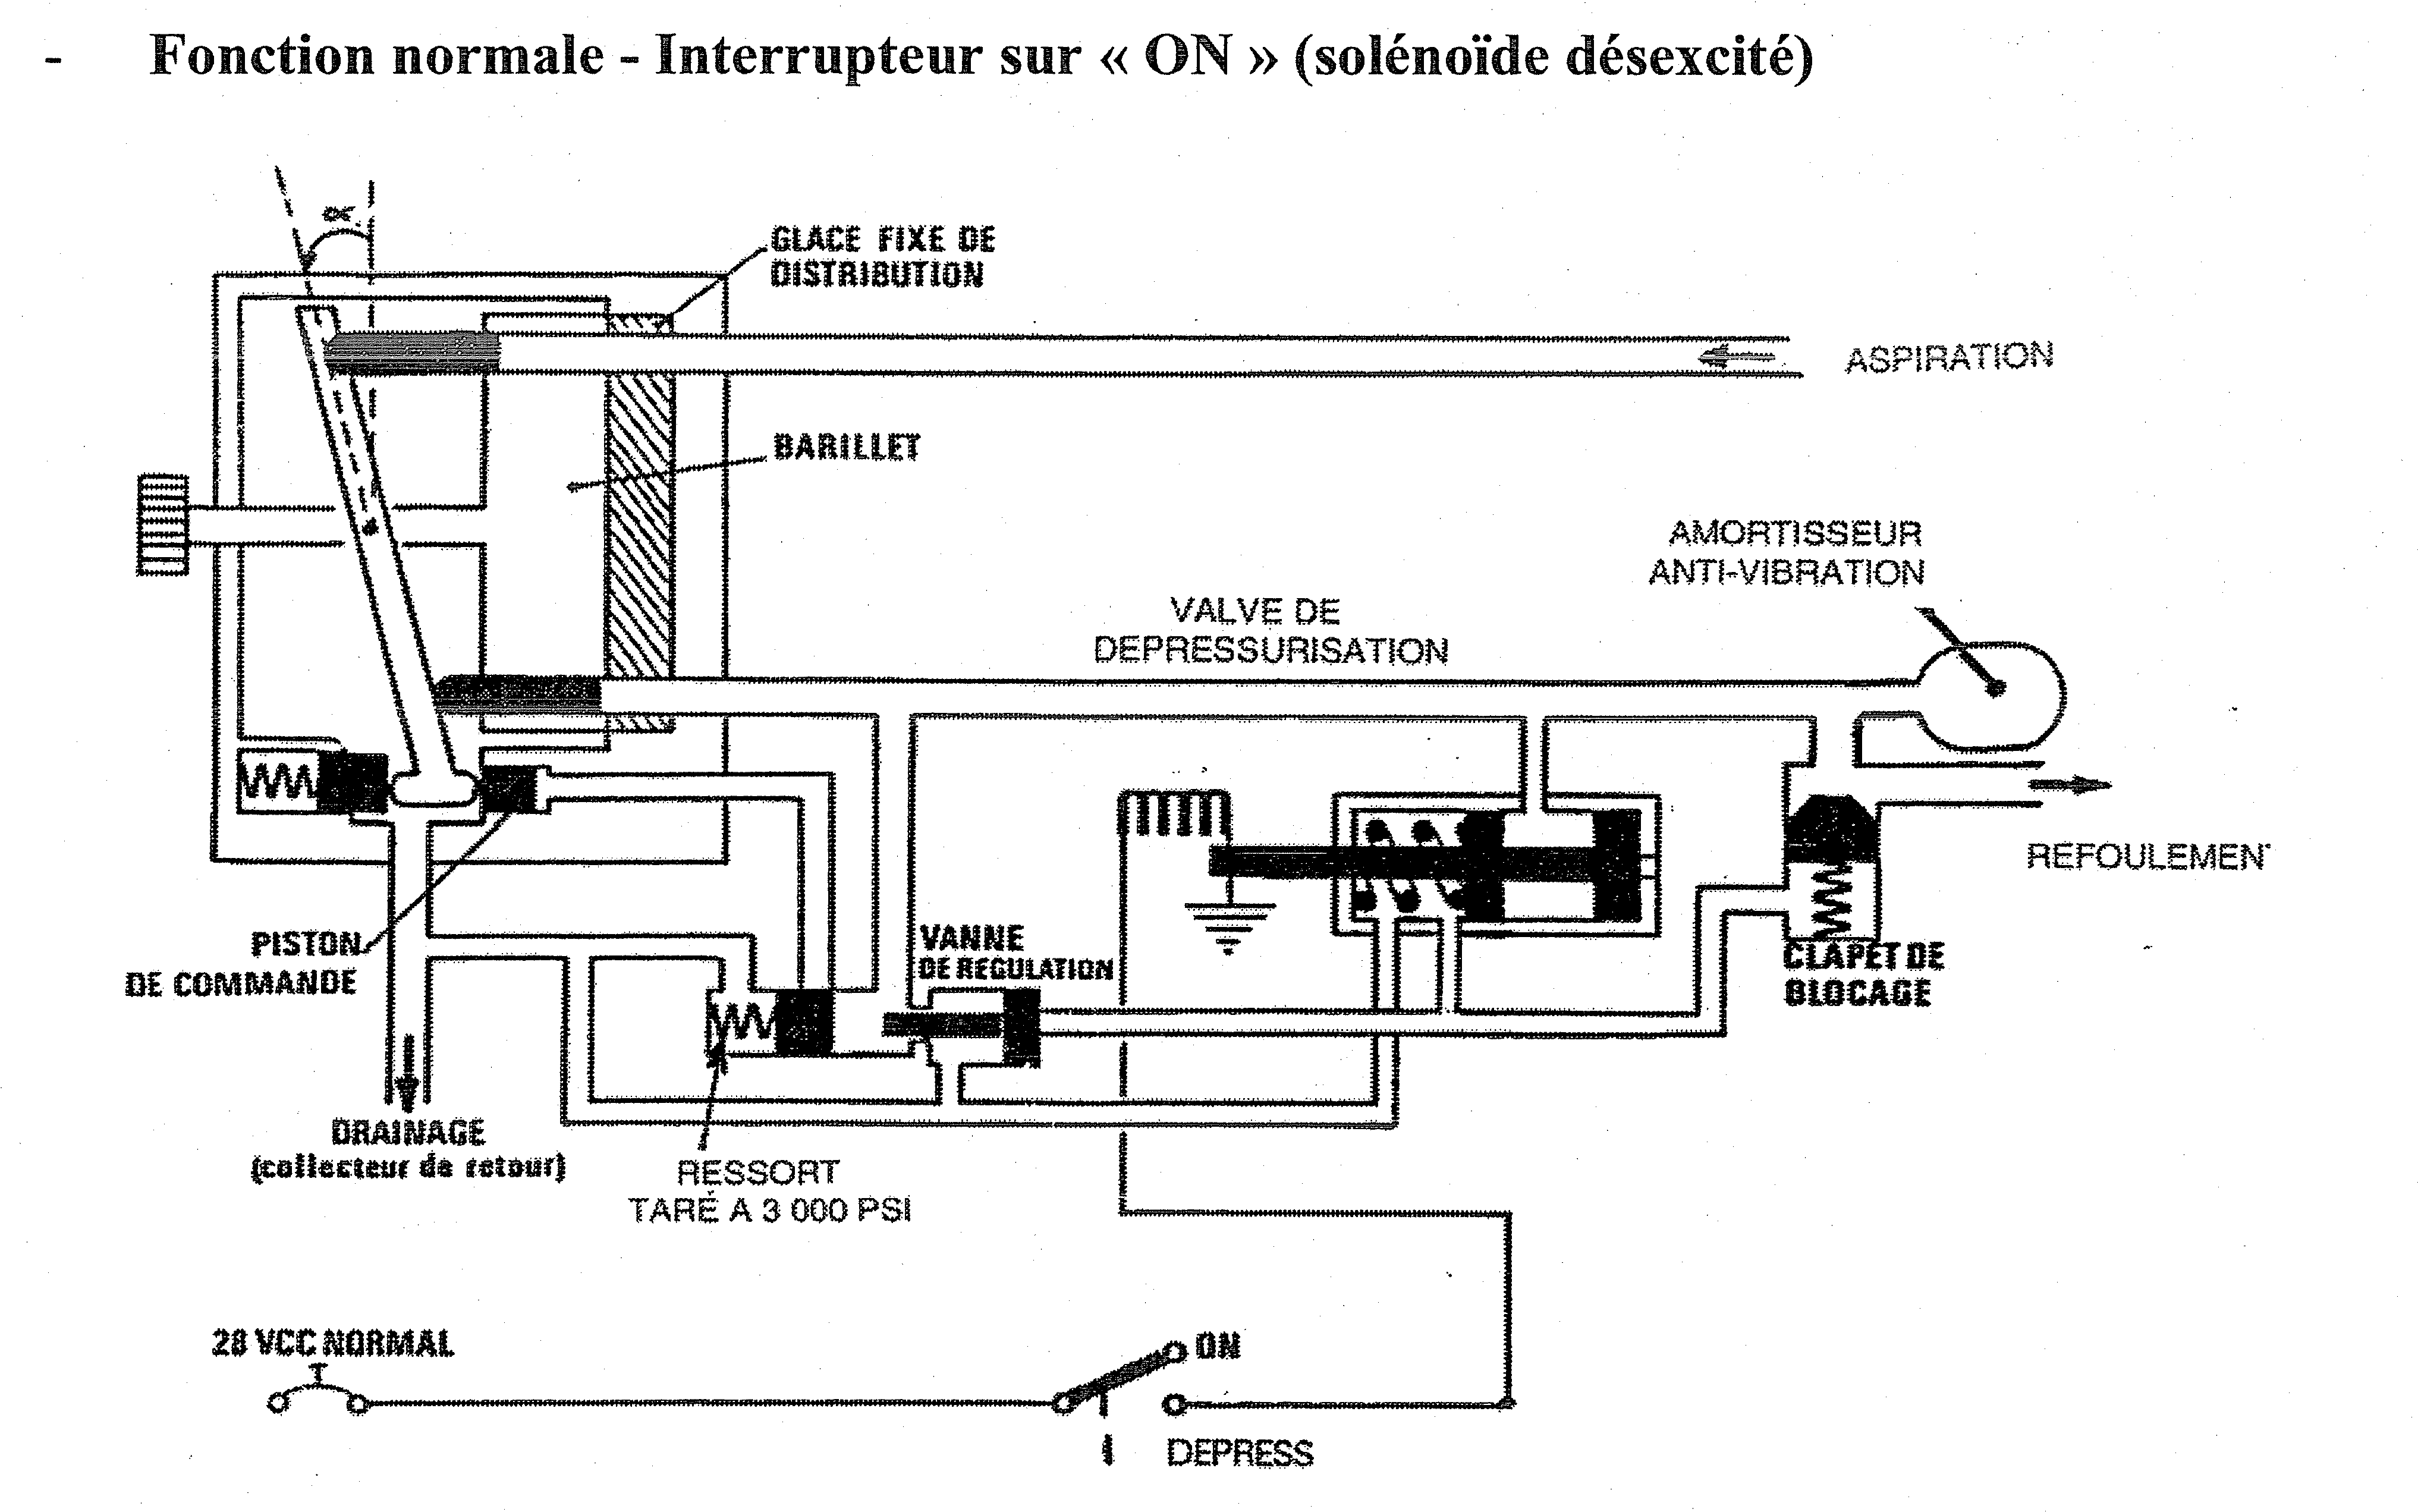 - Fonction normale - Interrupteur sur « ON » (solénoïde désexcité)
α
GLACE FIXE DE
DISTRIBUTION
ASPIRATION
BARILLET
AMORTISSEUR
ANTI-VIBRATION
VALVE DE
DEPRESSURISATION
REFOULEMEN
PISTON
DE COMMANDE
VANNE
DE REGULATION
CLAPET DE
BLOCAGE
DRAINAGE
(collecteur de retour)
RESSORT
TARÉ A 3 000 PSI
28 VCC NORMAL
ON
DEPRESS